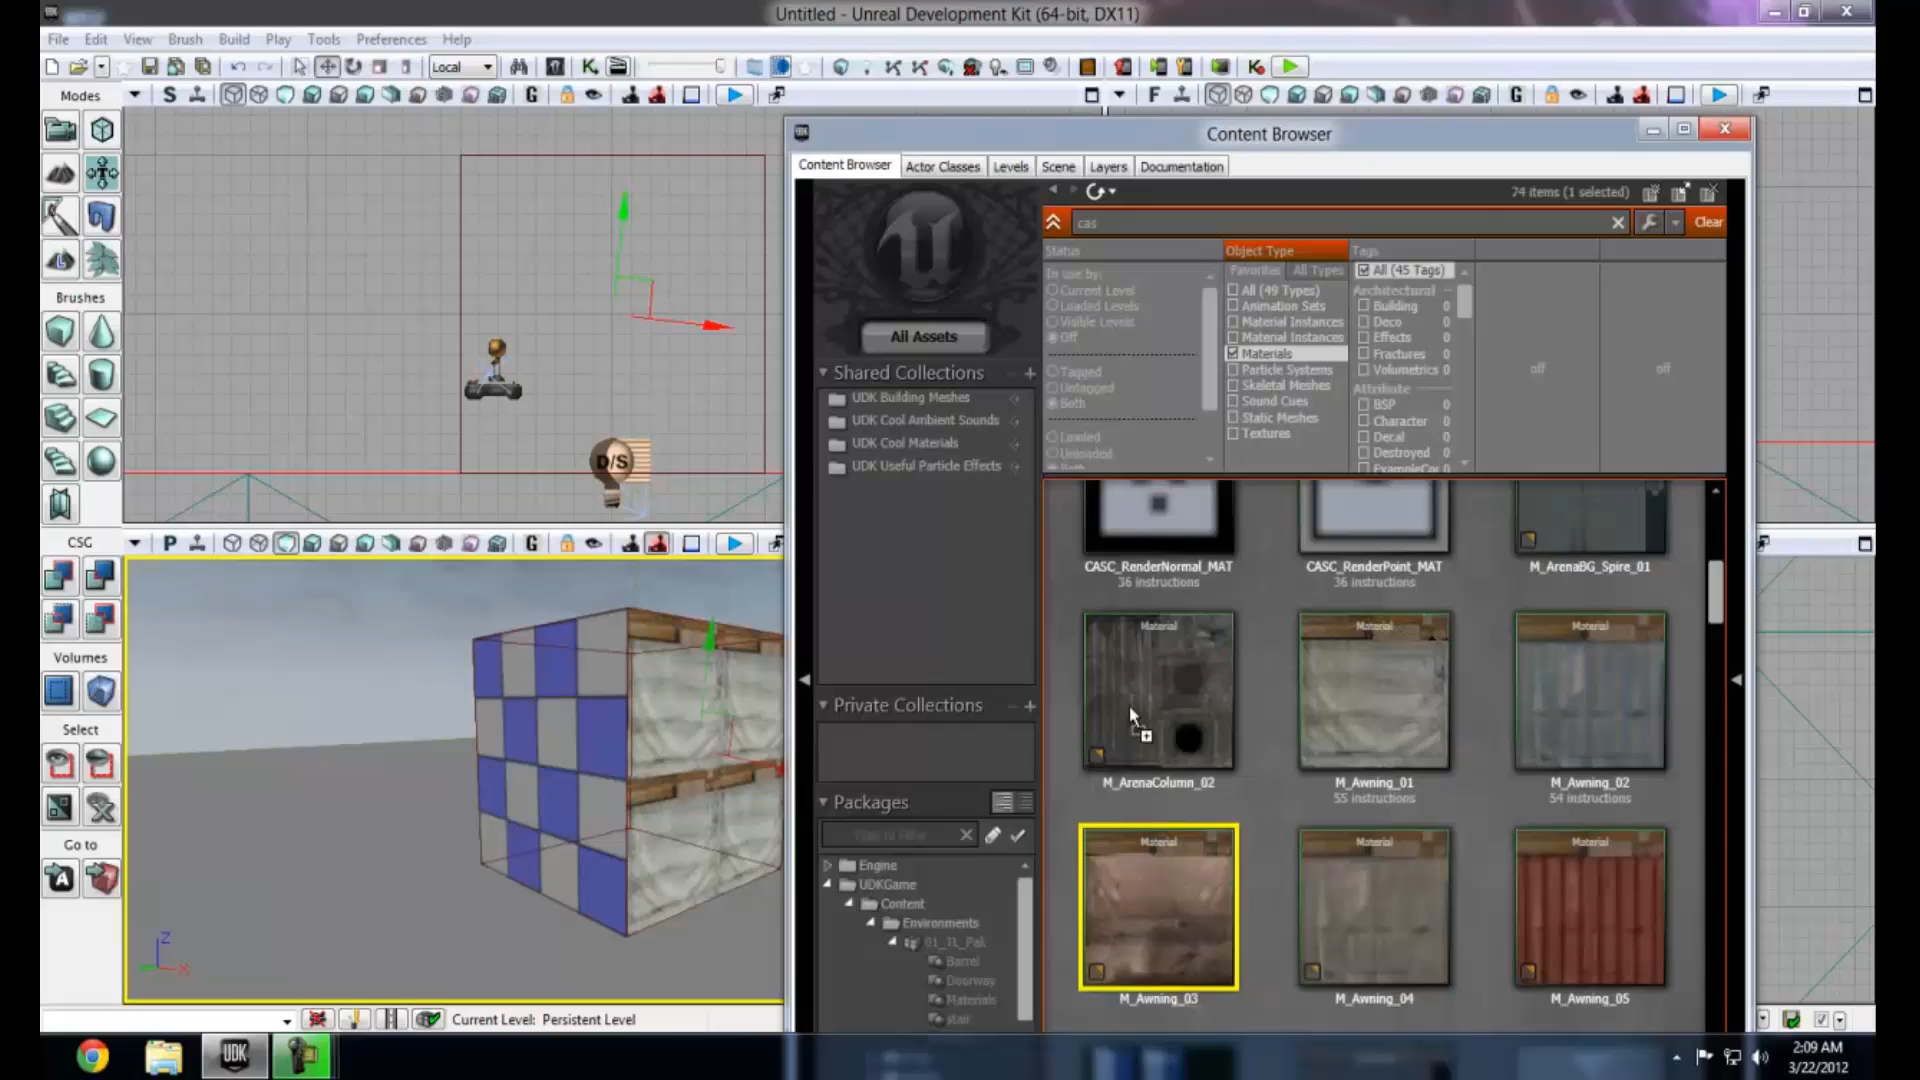 Untitled - Unreal Development Kit (64-bit, DX11)
File Edit View Brush Build Play Tools Preferences Help
Local
Modes
S
G
F
G
Content Browser
Content Browser Actor Classes Levels Scene Layers Documentation
74 items (1 selected)
cas
Clear
Status
Object Type
Tags
In use by:
Current Level
Loaded Levels
Visible Levels
Off
Tagged
Untagged
Both
Loaded
Unloaded
Both
Favorites All Types
All (49 Types)
Animation Sets
Material Instances
Material Instances
Materials
Particle Systems
Skeletal Meshes
Sound Cues
Static Meshes
Textures
All (45 Tags)
Architectural
Building 0
Deco 0
Effects 0
Fractures 0
Volumetrics 0
Attribute
BSP 0
Character 0
Decal 0
Destroyed 0
off
off
All Assets
Shared Collections
UDK Building Meshes
UDK Cool Ambient Sounds
UDK Cool Materials
UDK Useful Particle Effects
Private Collections
Packages
Engine
UDKGame
Content
Environments
01_TL_Pak
Barrel
Doorway
Materials
stair
CASC_RenderNormal_MAT
36 instructions
CASC_RenderPoint_MAT
36 instructions
M_ArenaBG_Spire_01
Material
M_ArenaColumn_02
Material
M_Awning_01
55 instructions
Material
M_Awning_02
54 instructions
Material
M_Awning_03
Material
M_Awning_04
Material
M_Awning_05
Brushes
D/S
CSG
P
G
Volumes
Select
Go to
Z
X
Current Level: Persistent Level
UDK
2:09 AM
3/22/2012